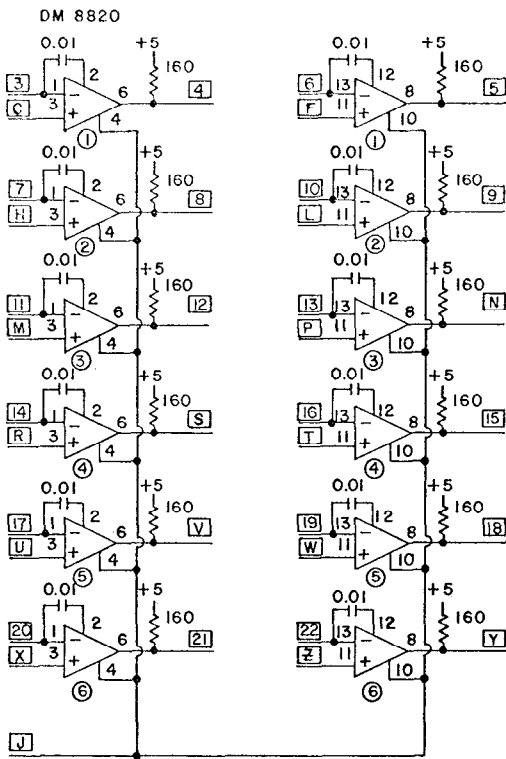 DM 8820
0.01 +5 0.01 +5
3 1 2 6 160 4 6 13 12 8 160 5
C 3 4 F 11 10
1 1
0.01 +5 0.01 +5
7 1 2 6 160 8 10 13 12 8 160 9
H 3 4 L 11 10
2 2
0.01 +5 0.01 +5
11 1 2 6 160 12 13 13 12 8 160 N
M 3 4 P 11 10
3 3
0.01 +5 0.01 +5
14 1 2 6 160 S 16 13 12 8 160 15
R 3 4 T 11 10
4 4
0.01 +5 0.01 +5
17 1 2 6 160 V 19 13 12 8 160 18
U 3 4 W 11 10
5 5
0.01 +5 0.01 +5
20 1 2 6 160 21 22 13 12 8 160 Y
X 3 4 Z 11 10
6 6
J